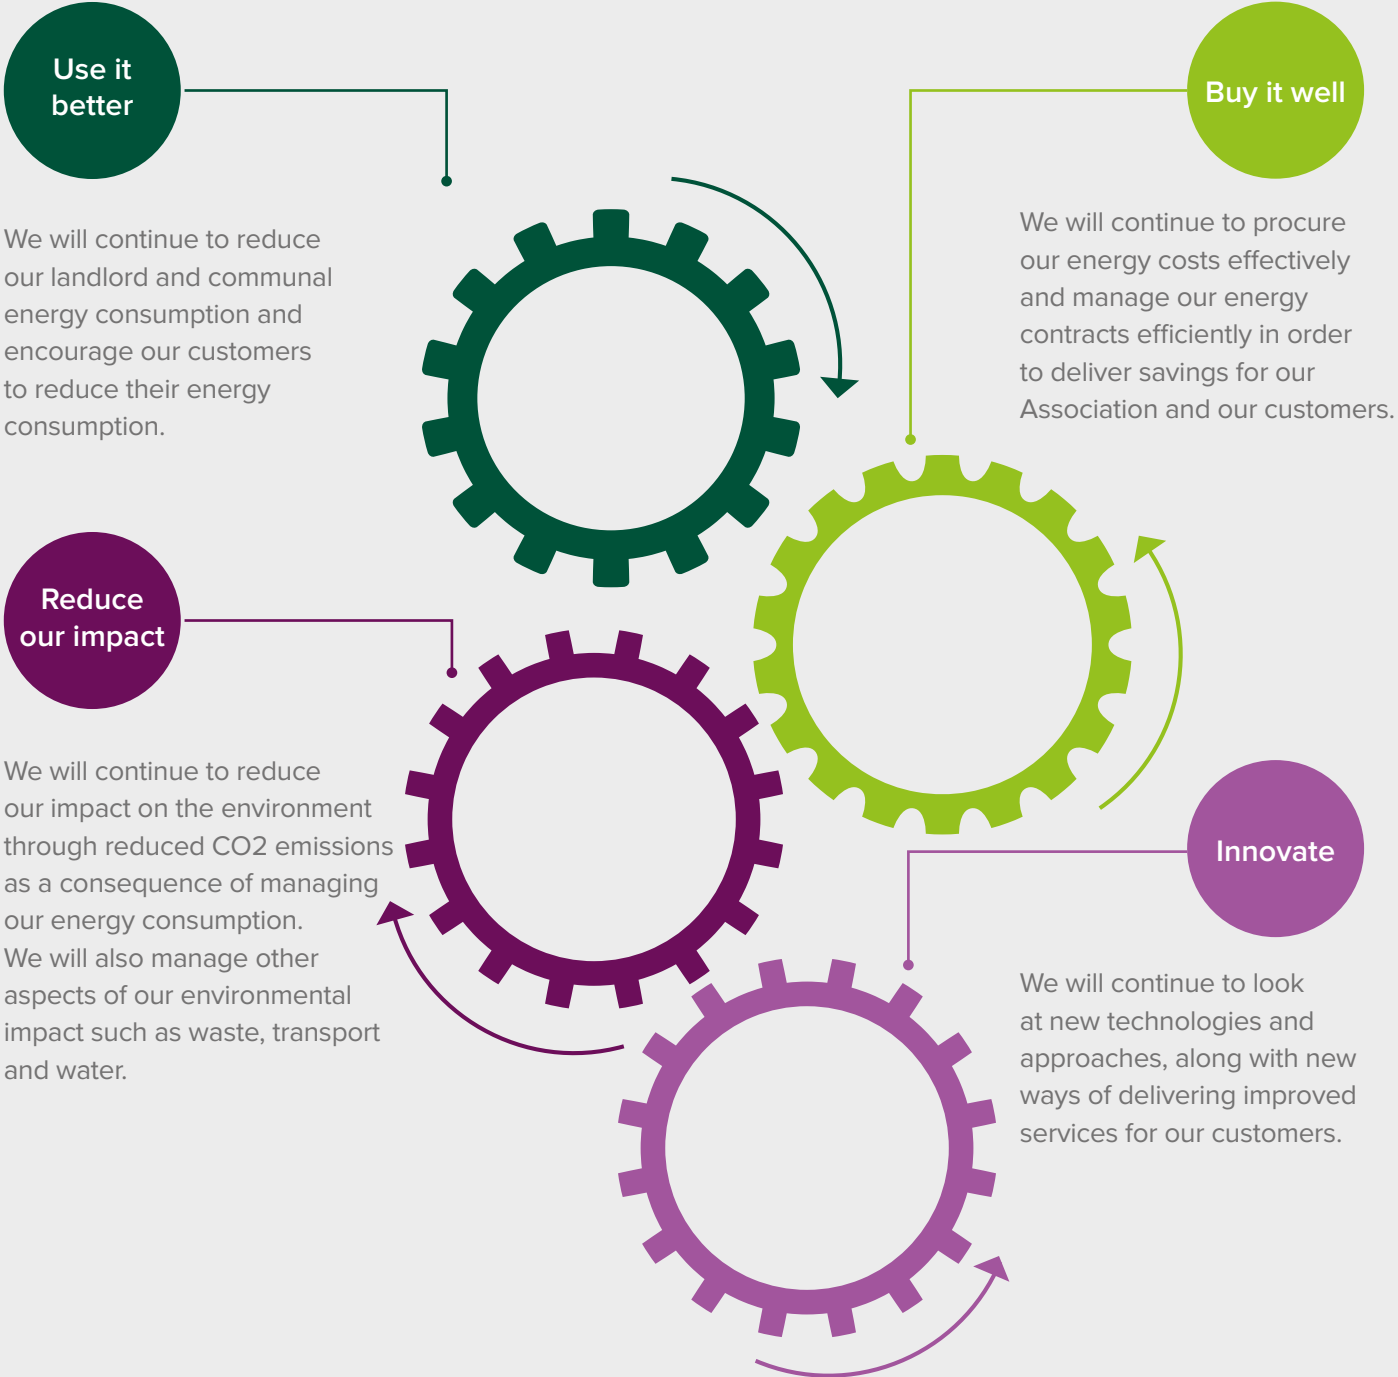 Use it
better
We will continue to reduce
our landlord and communal
energy consumption and
encourage our customers
to reduce their energy
consumption.
Buy it well
We will continue to procure
our energy costs effectively
and manage our energy
contracts efficiently in order
to deliver savings for our
Association and our customers.
Reduce
our impact
We will continue to reduce
our impact on the environment
through reduced CO2 emissions
as a consequence of managing
our energy consumption.
We will also manage other
aspects of our environmental
impact such as waste, transport
and water.
Innovate
We will continue to look
at new technologies and
approaches, along with new
ways of delivering improved
services for our customers.